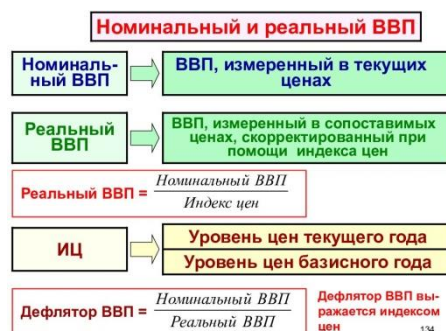 Номинальный и реальный ВВП
Номиналь-
ный ВВП
ВВП, измеренный в текущих
ценах
Реальный
ВВП
ВВП, измеренный в сопоставимых
ценах, скорректированный при
помощи индекса цен
Реальный ВВП = Номинальный ВВП
Индекс цен
ИЦ
Уровень цен текущего года
Уровень цен базисного года
Дефлятор ВВП = Номинальный ВВП
Реальный ВВП
Дефлятор ВВП вы-
ражается индексом
цен
134